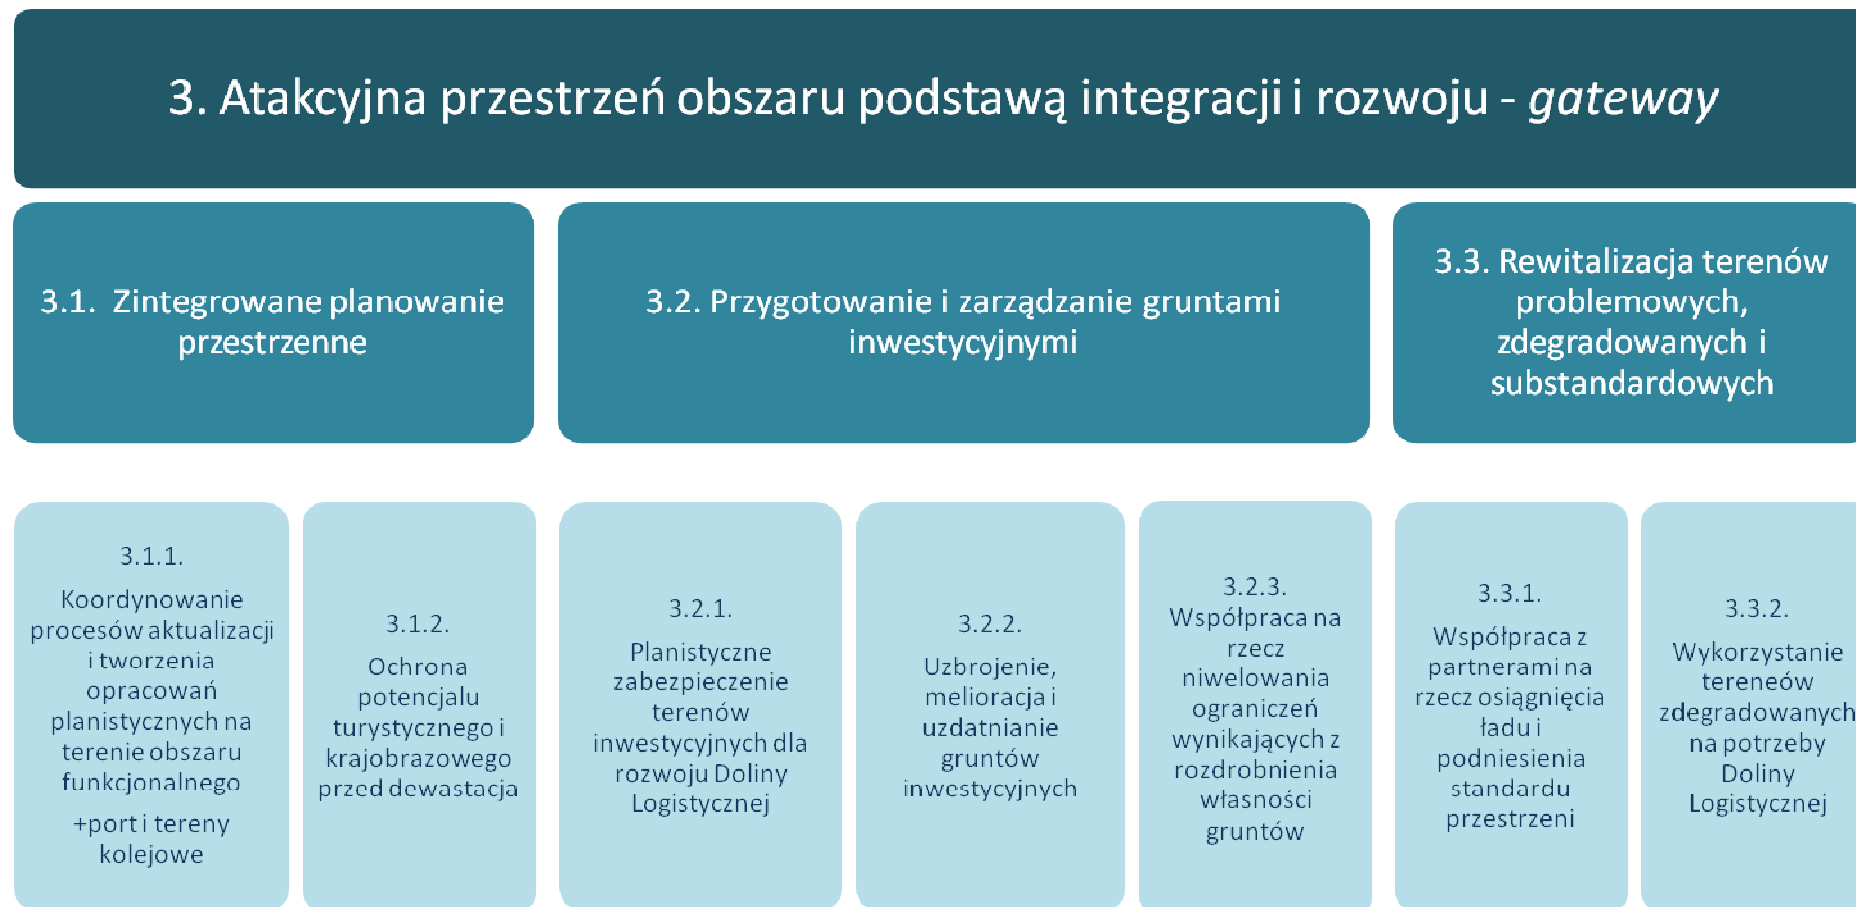 3. Atakcyjna przestrzeń obszaru podstawą integracji i rozwoju - gateway
3.1. Zintegrowane planowanie
przestrzenne
3.2. Przygotowanie i zarządzanie gruntami
inwestycyjnymi
3.3. Rewitalizacja terenów
problemowych,
zdegradowanych i
substandardowych
3.1.1.
Koordynowanie
procesów aktualizacji
i tworzenia
opracowań
planistycznych na
terenie obszaru
funkcjonalnego
+port i tereny
kolejowe
3.1.2.
Ochrona
potencjalu
turystycznego i
krajobrazowego
przed dewastacja
3.2.1.
Planistyczne
zabezpieczenie
terenów
inwestycyjnych dla
rozwoju Doliny
Logistycznej
3.2.2.
Uzbrojenie,
melioracja i
uzdatnianie
gruntów
inwestycyjnych
3.2.3.
Współpraca na
rzecz
niwelowania
ograniczeń
wynikających z
rozdrobnienia
własności
gruntów
3.3.1.
Współpraca z
partnerami na
rzecz osiągnięcia
ładu i
podniesienia
standardu
przestrzeni
3.3.2.
Wykorzystanie
tereneów
zdegradowanych
na potrzeby
Doliny
Logistycznej